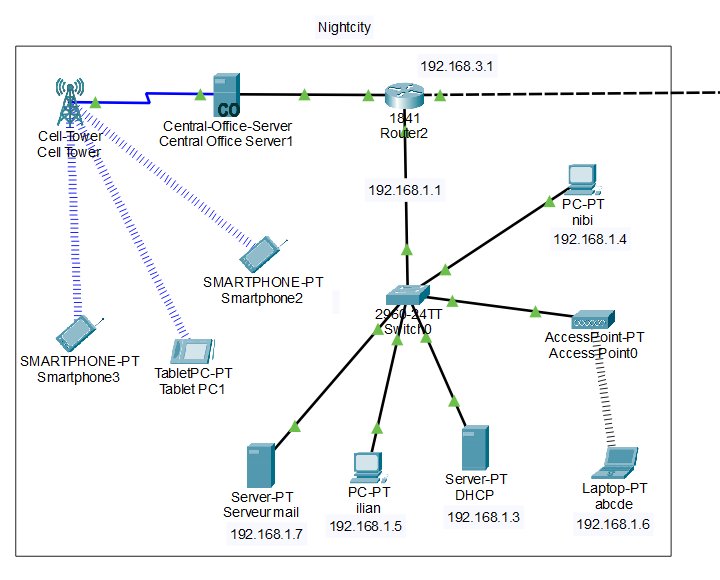 Nightcity
192.168.3.1
CO
1841
Router2
Central-Office-Server
Central Office Server1
Cell-Tower
Cell Tower
192.168.1.1
PC-PT
nibi
192.168.1.4
SMARTPHONE-PT
Smartphone2
2960-24TT
Switch0
AccessPoint-PT
Access Point0
SMARTPHONE-PT
Smartphone3
TabletPC-PT
Tablet PC1
Server-PT
Serveur mail
192.168.1.7
PC-PT
ilian
192.168.1.5
Server-PT
DHCP
192.168.1.3
Laptop-PT
abcde
192.168.1.6